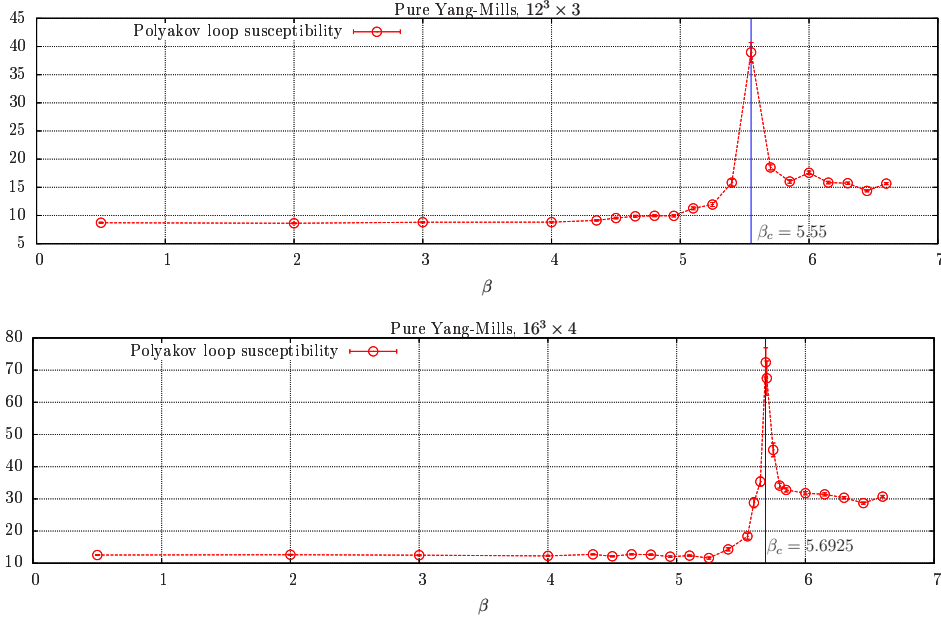 Pure Yang-Mills, 12³ × 3
Polyakov loop susceptibility
45
40
35
30
25
20
15
10
5
β_c = 5.55
0 1 2 3 4 5 6 7
β
Pure Yang-Mills, 16³ × 4
Polyakov loop susceptibility
80
70
60
50
40
30
20
10
β_c = 5.6925
0 1 2 3 4 5 6 7
β